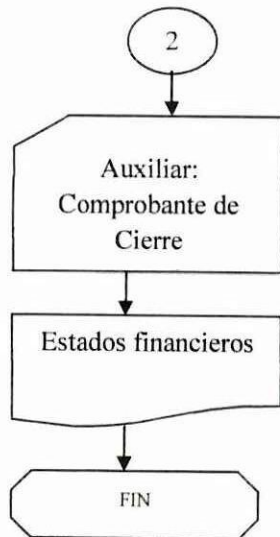 2
Auxiliar:
Comprobante de
Cierre
Estados financieros
FIN